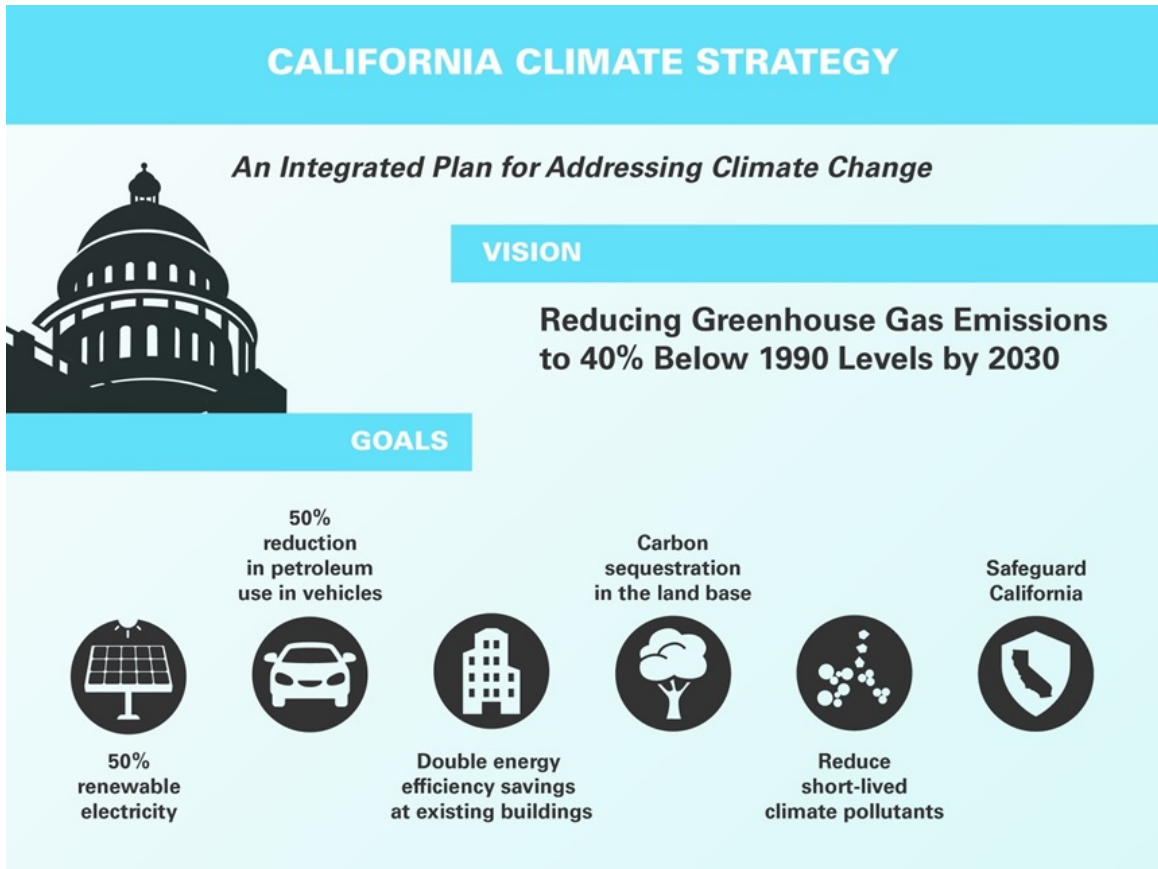 CALIFORNIA CLIMATE STRATEGY
An Integrated Plan for Addressing Climate Change
VISION
Reducing Greenhouse Gas Emissions
to 40% Below 1990 Levels by 2030
GOALS
50%
renewable
electricity
50%
reduction
in petroleum
use in vehicles
Double energy
efficiency savings
at existing buildings
Carbon
sequestration
in the land base
Reduce
short-lived
climate pollutants
Safeguard
California